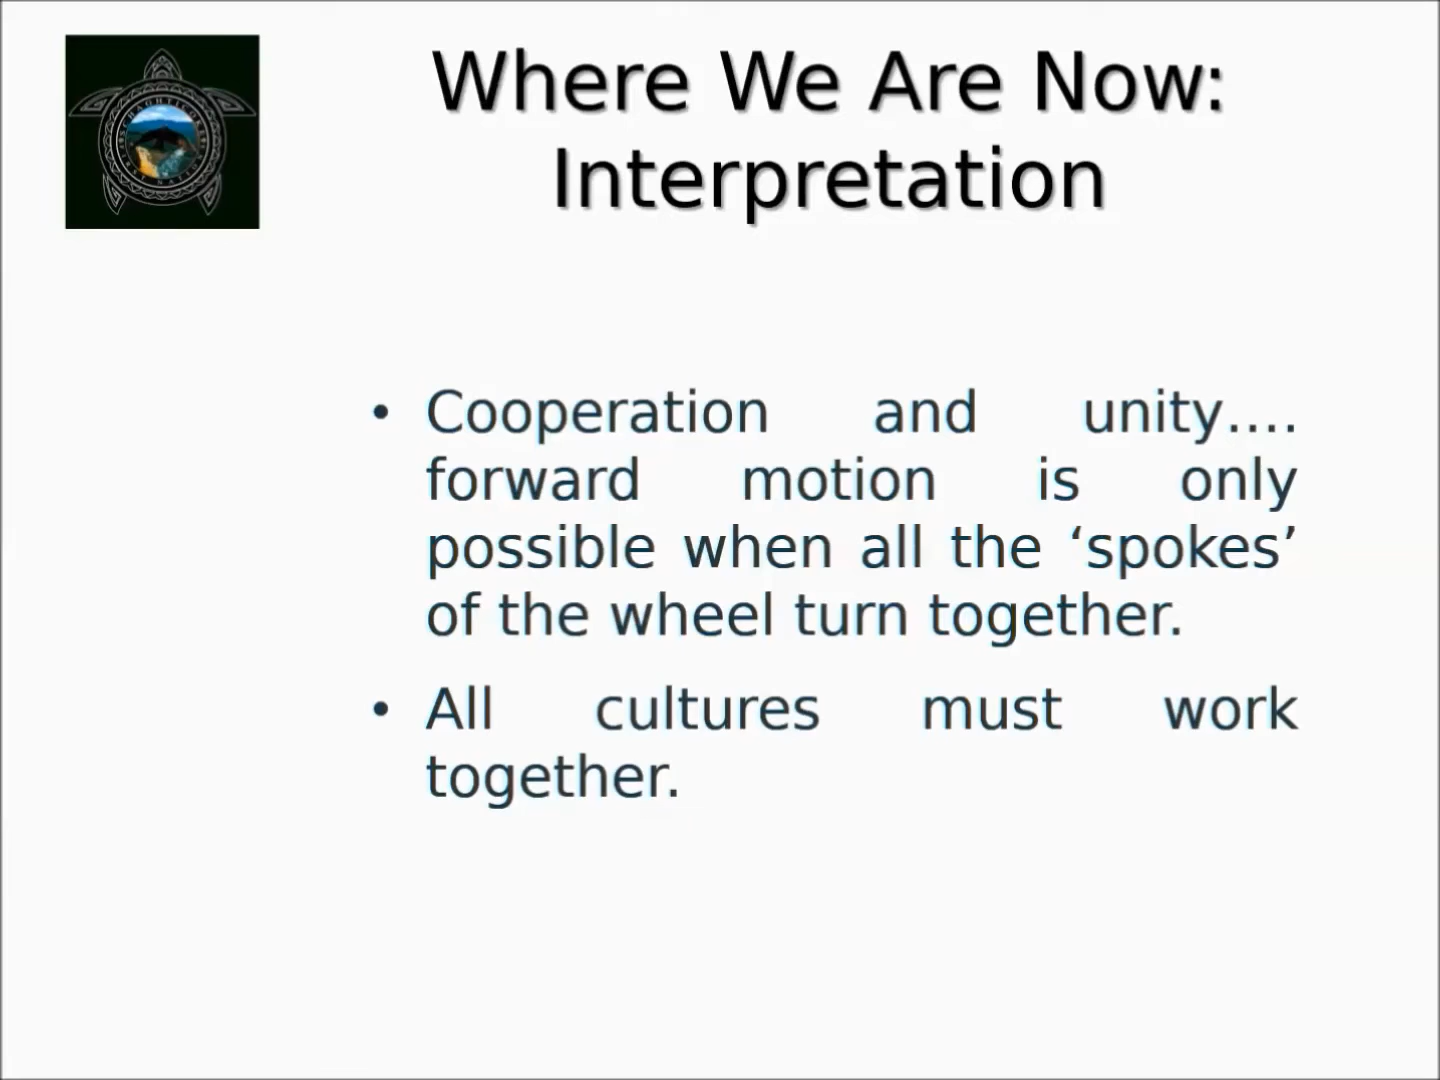 Where We Are Now:
Interpretation
• Cooperation and unity....
forward motion is only
possible when all the ‘spokes’
of the wheel turn together.
• All cultures must work
together.